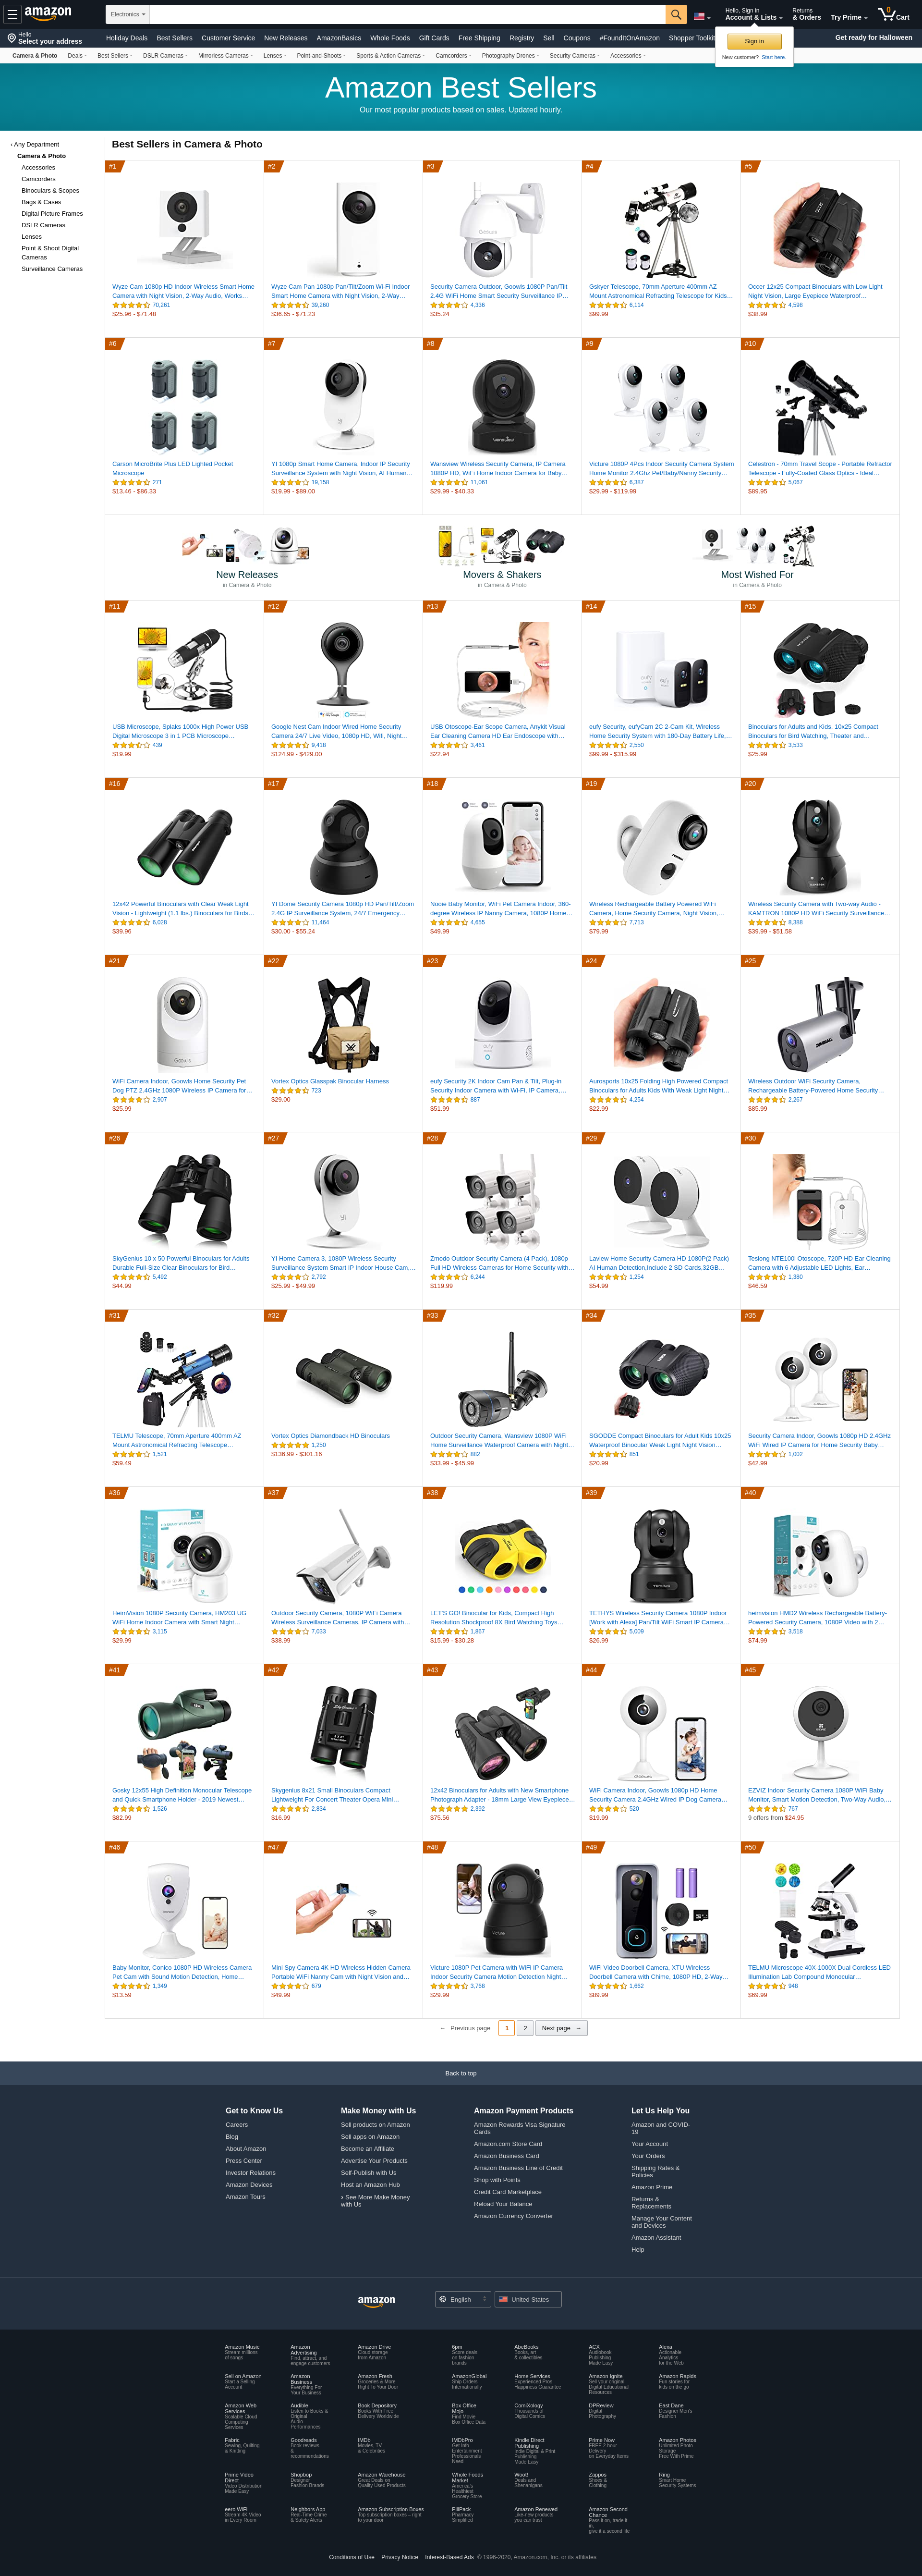 amazon
Electronics
Hello, Sign in
Account & Lists
Returns
& Orders
Try Prime
0
Cart
Hello
Select your address
Holiday Deals
Best Sellers
Customer Service
New Releases
AmazonBasics
Whole Foods
Gift Cards
Free Shipping
Registry
Sell
Coupons
#FoundItOnAmazon
Shopper Toolkit
Get ready for Halloween
Sign in
New customer? Start here.
Camera & Photo
Deals
Best Sellers
DSLR Cameras
Mirrorless Cameras
Lenses
Point-and-Shoots
Sports & Action Cameras
Camcorders
Photography Drones
Security Cameras
Accessories
Amazon Best Sellers
Our most popular products based on sales. Updated hourly.
‹ Any Department
Camera & Photo
Accessories
Camcorders
Binoculars & Scopes
Bags & Cases
Digital Picture Frames
DSLR Cameras
Lenses
Point & Shoot Digital
Cameras
Surveillance Cameras
Best Sellers in Camera & Photo
#1
Wyze Cam 1080p HD Indoor Wireless Smart Home
Camera with Night Vision, 2-Way Audio, Works…
70,261
$25.96 - $71.48
#2
Wyze Cam Pan 1080p Pan/Tilt/Zoom Wi-Fi Indoor
Smart Home Camera with Night Vision, 2-Way…
39,260
$36.65 - $71.23
#3
Security Camera Outdoor, Goowls 1080P Pan/Tilt
2.4G WiFi Home Smart Security Surveillance IP…
4,336
$35.24
#4
Gskyer Telescope, 70mm Aperture 400mm AZ
Mount Astronomical Refracting Telescope for Kids…
6,114
$99.99
#5
Occer 12x25 Compact Binoculars with Low Light
Night Vision, Large Eyepiece Waterproof…
4,598
$38.99
#6
Carson MicroBrite Plus LED Lighted Pocket
Microscope
271
$13.46 - $86.33
#7
YI 1080p Smart Home Camera, Indoor IP Security
Surveillance System with Night Vision, AI Human…
19,158
$19.99 - $89.00
#8
Wansview Wireless Security Camera, IP Camera
1080P HD, WiFi Home Indoor Camera for Baby…
11,061
$29.99 - $40.33
#9
Victure 1080P 4Pcs Indoor Security Camera System
Home Monitor 2.4Ghz Pet/Baby/Nanny Security…
6,387
$29.99 - $119.99
#10
Celestron - 70mm Travel Scope - Portable Refractor
Telescope - Fully-Coated Glass Optics - Ideal…
5,067
$89.95
New Releases
in Camera & Photo
Movers & Shakers
in Camera & Photo
Most Wished For
in Camera & Photo
#11
USB Microscope, Splaks 1000x High Power USB
Digital Microscope 3 in 1 PCB Microscope…
439
$19.99
#12
Google Nest Cam Indoor Wired Home Security
Camera 24/7 Live Video, 1080p HD, Wifi, Night…
9,418
$124.99 - $429.00
#13
USB Otoscope-Ear Scope Camera, Anykit Visual
Ear Cleaning Camera HD Ear Endoscope with…
3,461
$22.94
#14
eufy Security, eufyCam 2C 2-Cam Kit, Wireless
Home Security System with 180-Day Battery Life,…
2,550
$99.99 - $315.99
#15
Binoculars for Adults and Kids, 10x25 Compact
Binoculars for Bird Watching, Theater and…
3,533
$25.99
#16
12x42 Powerful Binoculars with Clear Weak Light
Vision - Lightweight (1.1 lbs.) Binoculars for Birds…
6,028
$39.96
#17
YI Dome Security Camera 1080p HD Pan/Tilt/Zoom
2.4G IP Surveillance System, 24/7 Emergency…
11,464
$30.00 - $55.24
#18
Nooie Baby Monitor, WiFi Pet Camera Indoor, 360-
degree Wireless IP Nanny Camera, 1080P Home…
4,655
$49.99
#19
Wireless Rechargeable Battery Powered WiFi
Camera, Home Security Camera, Night Vision,…
7,713
$79.99
#20
Wireless Security Camera with Two-way Audio -
KAMTRON 1080P HD WiFi Security Surveillance…
8,388
$39.99 - $51.58
#21
WiFi Camera Indoor, Goowls Home Security Pet
Dog PTZ 2.4GHz 1080P Wireless IP Camera for…
2,907
$25.99
#22
Vortex Optics Glasspak Binocular Harness
723
$29.00
#23
eufy Security 2K Indoor Cam Pan & Tilt, Plug-in
Security Indoor Camera with Wi-Fi, IP Camera,…
887
$51.99
#24
Aurosports 10x25 Folding High Powered Compact
Binoculars for Adults Kids With Weak Light Night…
4,254
$22.99
#25
Wireless Outdoor WiFi Security Camera,
Rechargeable Battery-Powered Home Security…
2,267
$85.99
#26
SkyGenius 10 x 50 Powerful Binoculars for Adults
Durable Full-Size Clear Binoculars for Bird…
5,492
$44.99
#27
YI Home Camera 3, 1080P Wireless Security
Surveillance System Smart IP Indoor House Cam,…
2,792
$25.99 - $49.99
#28
Zmodo Outdoor Security Camera (4 Pack), 1080p
Full HD Wireless Cameras for Home Security with…
6,244
$119.99
#29
Laview Home Security Camera HD 1080P(2 Pack)
AI Human Detection,Include 2 SD Cards,32GB…
1,254
$54.99
#30
Teslong NTE100i Otoscope, 720P HD Ear Cleaning
Camera with 6 Adjustable LED Lights, Ear…
1,380
$46.59
#31
TELMU Telescope, 70mm Aperture 400mm AZ
Mount Astronomical Refracting Telescope…
1,521
$59.49
#32
Vortex Optics Diamondback HD Binoculars
1,250
$136.99 - $301.16
#33
Outdoor Security Camera, Wansview 1080P WiFi
Home Surveillance Waterproof Camera with Night…
882
$33.99 - $45.99
#34
SGODDE Compact Binoculars for Adult Kids 10x25
Waterproof Binocular Weak Light Night Vision…
851
$20.99
#35
Security Camera Indoor, Goowls 1080p HD 2.4GHz
WiFi Wired IP Camera for Home Security Baby…
1,002
$42.99
#36
HeimVision 1080P Security Camera, HM203 UG
WiFi Home Indoor Camera with Smart Night…
3,115
$29.99
#37
Outdoor Security Camera, 1080P WiFi Camera
Wireless Surveillance Cameras, IP Camera with…
7,033
$38.99
#38
LET'S GO! Binocular for Kids, Compact High
Resolution Shockproof 8X Bird Watching Toys…
1,867
$15.99 - $30.28
#39
TETHYS Wireless Security Camera 1080P Indoor
[Work with Alexa] Pan/Tilt WiFi Smart IP Camera…
5,009
$26.99
#40
heimvision HMD2 Wireless Rechargeable Battery-
Powered Security Camera, 1080P Video with 2…
3,518
$74.99
#41
Gosky 12x55 High Definition Monocular Telescope
and Quick Smartphone Holder - 2019 Newest…
1,526
$82.99
#42
Skygenius 8x21 Small Binoculars Compact
Lightweight For Concert Theater Opera Mini…
2,834
$16.99
#43
12x42 Binoculars for Adults with New Smartphone
Photograph Adapter - 18mm Large View Eyepiece…
2,392
$75.56
#44
WiFi Camera Indoor, Goowls 1080p HD Home
Security Camera 2.4GHz Wired IP Dog Camera…
520
$19.99
#45
EZVIZ Indoor Security Camera 1080P WiFi Baby
Monitor, Smart Motion Detection, Two-Way Audio,…
767
9 offers from $24.95
#46
Baby Monitor, Conico 1080P HD Wireless Camera
Pet Cam with Sound Motion Detection, Home…
1,349
$13.59
#47
Mini Spy Camera 4K HD Wireless Hidden Camera
Portable WiFi Nanny Cam with Night Vision and…
679
$49.99
#48
Victure 1080P Pet Camera with WiFi IP Camera
Indoor Security Camera Motion Detection Night…
3,768
$29.99
#49
WiFi Video Doorbell Camera, XTU Wireless
Doorbell Camera with Chime, 1080P HD, 2-Way…
1,662
$89.99
#50
TELMU Microscope 40X-1000X Dual Cordless LED
Illumination Lab Compound Monocular…
948
$69.99
← Previous page
1
2
Next page →
Back to top
Get to Know Us
Careers
Blog
About Amazon
Press Center
Investor Relations
Amazon Devices
Amazon Tours
Make Money with Us
Sell products on Amazon
Sell apps on Amazon
Become an Affiliate
Advertise Your Products
Self-Publish with Us
Host an Amazon Hub
› See More Make Money
with Us
Amazon Payment Products
Amazon Rewards Visa Signature
Cards
Amazon.com Store Card
Amazon Business Card
Amazon Business Line of Credit
Shop with Points
Credit Card Marketplace
Reload Your Balance
Amazon Currency Converter
Let Us Help You
Amazon and COVID-
19
Your Account
Your Orders
Shipping Rates &
Policies
Amazon Prime
Returns &
Replacements
Manage Your Content
and Devices
Amazon Assistant
Help
amazon
English
United States
Amazon Music
Stream millions
of songs
Amazon
Advertising
Find, attract, and
engage customers
Amazon Drive
Cloud storage
from Amazon
6pm
Score deals
on fashion
brands
AbeBooks
Books, art
& collectibles
ACX
Audiobook
Publishing
Made Easy
Alexa
Actionable
Analytics
for the Web
Sell on Amazon
Start a Selling
Account
Amazon
Business
Everything For
Your Business
Amazon Fresh
Groceries & More
Right To Your Door
AmazonGlobal
Ship Orders
Internationally
Home Services
Experienced Pros
Happiness Guarantee
Amazon Ignite
Sell your original
Digital Educational
Resources
Amazon Rapids
Fun stories for
kids on the go
Amazon Web
Services
Scalable Cloud
Computing
Services
Audible
Listen to Books &
Original
Audio
Performances
Book Depository
Books With Free
Delivery Worldwide
Box Office
Mojo
Find Movie
Box Office Data
ComiXology
Thousands of
Digital Comics
DPReview
Digital
Photography
East Dane
Designer Men's
Fashion
Fabric
Sewing, Quilting
& Knitting
Goodreads
Book reviews
&
recommendations
IMDb
Movies, TV
& Celebrities
IMDbPro
Get Info
Entertainment
Professionals
Need
Kindle Direct
Publishing
Indie Digital & Print
Publishing
Made Easy
Prime Now
FREE 2-hour
Delivery
on Everyday Items
Amazon Photos
Unlimited Photo
Storage
Free With Prime
Prime Video
Direct
Video Distribution
Made Easy
Shopbop
Designer
Fashion Brands
Amazon Warehouse
Great Deals on
Quality Used Products
Whole Foods
Market
America's
Healthiest
Grocery Store
Woot!
Deals and
Shenanigans
Zappos
Shoes &
Clothing
Ring
Smart Home
Security Systems
eero WiFi
Stream 4K Video
in Every Room
Neighbors App
Real-Time Crime
& Safety Alerts
Amazon Subscription Boxes
Top subscription boxes – right
to your door
PillPack
Pharmacy
Simplified
Amazon Renewed
Like-new products
you can trust
Amazon Second
Chance
Pass it on, trade it
in,
give it a second life
Conditions of Use
Privacy Notice
Interest-Based Ads
© 1996-2020, Amazon.com, Inc. or its affiliates